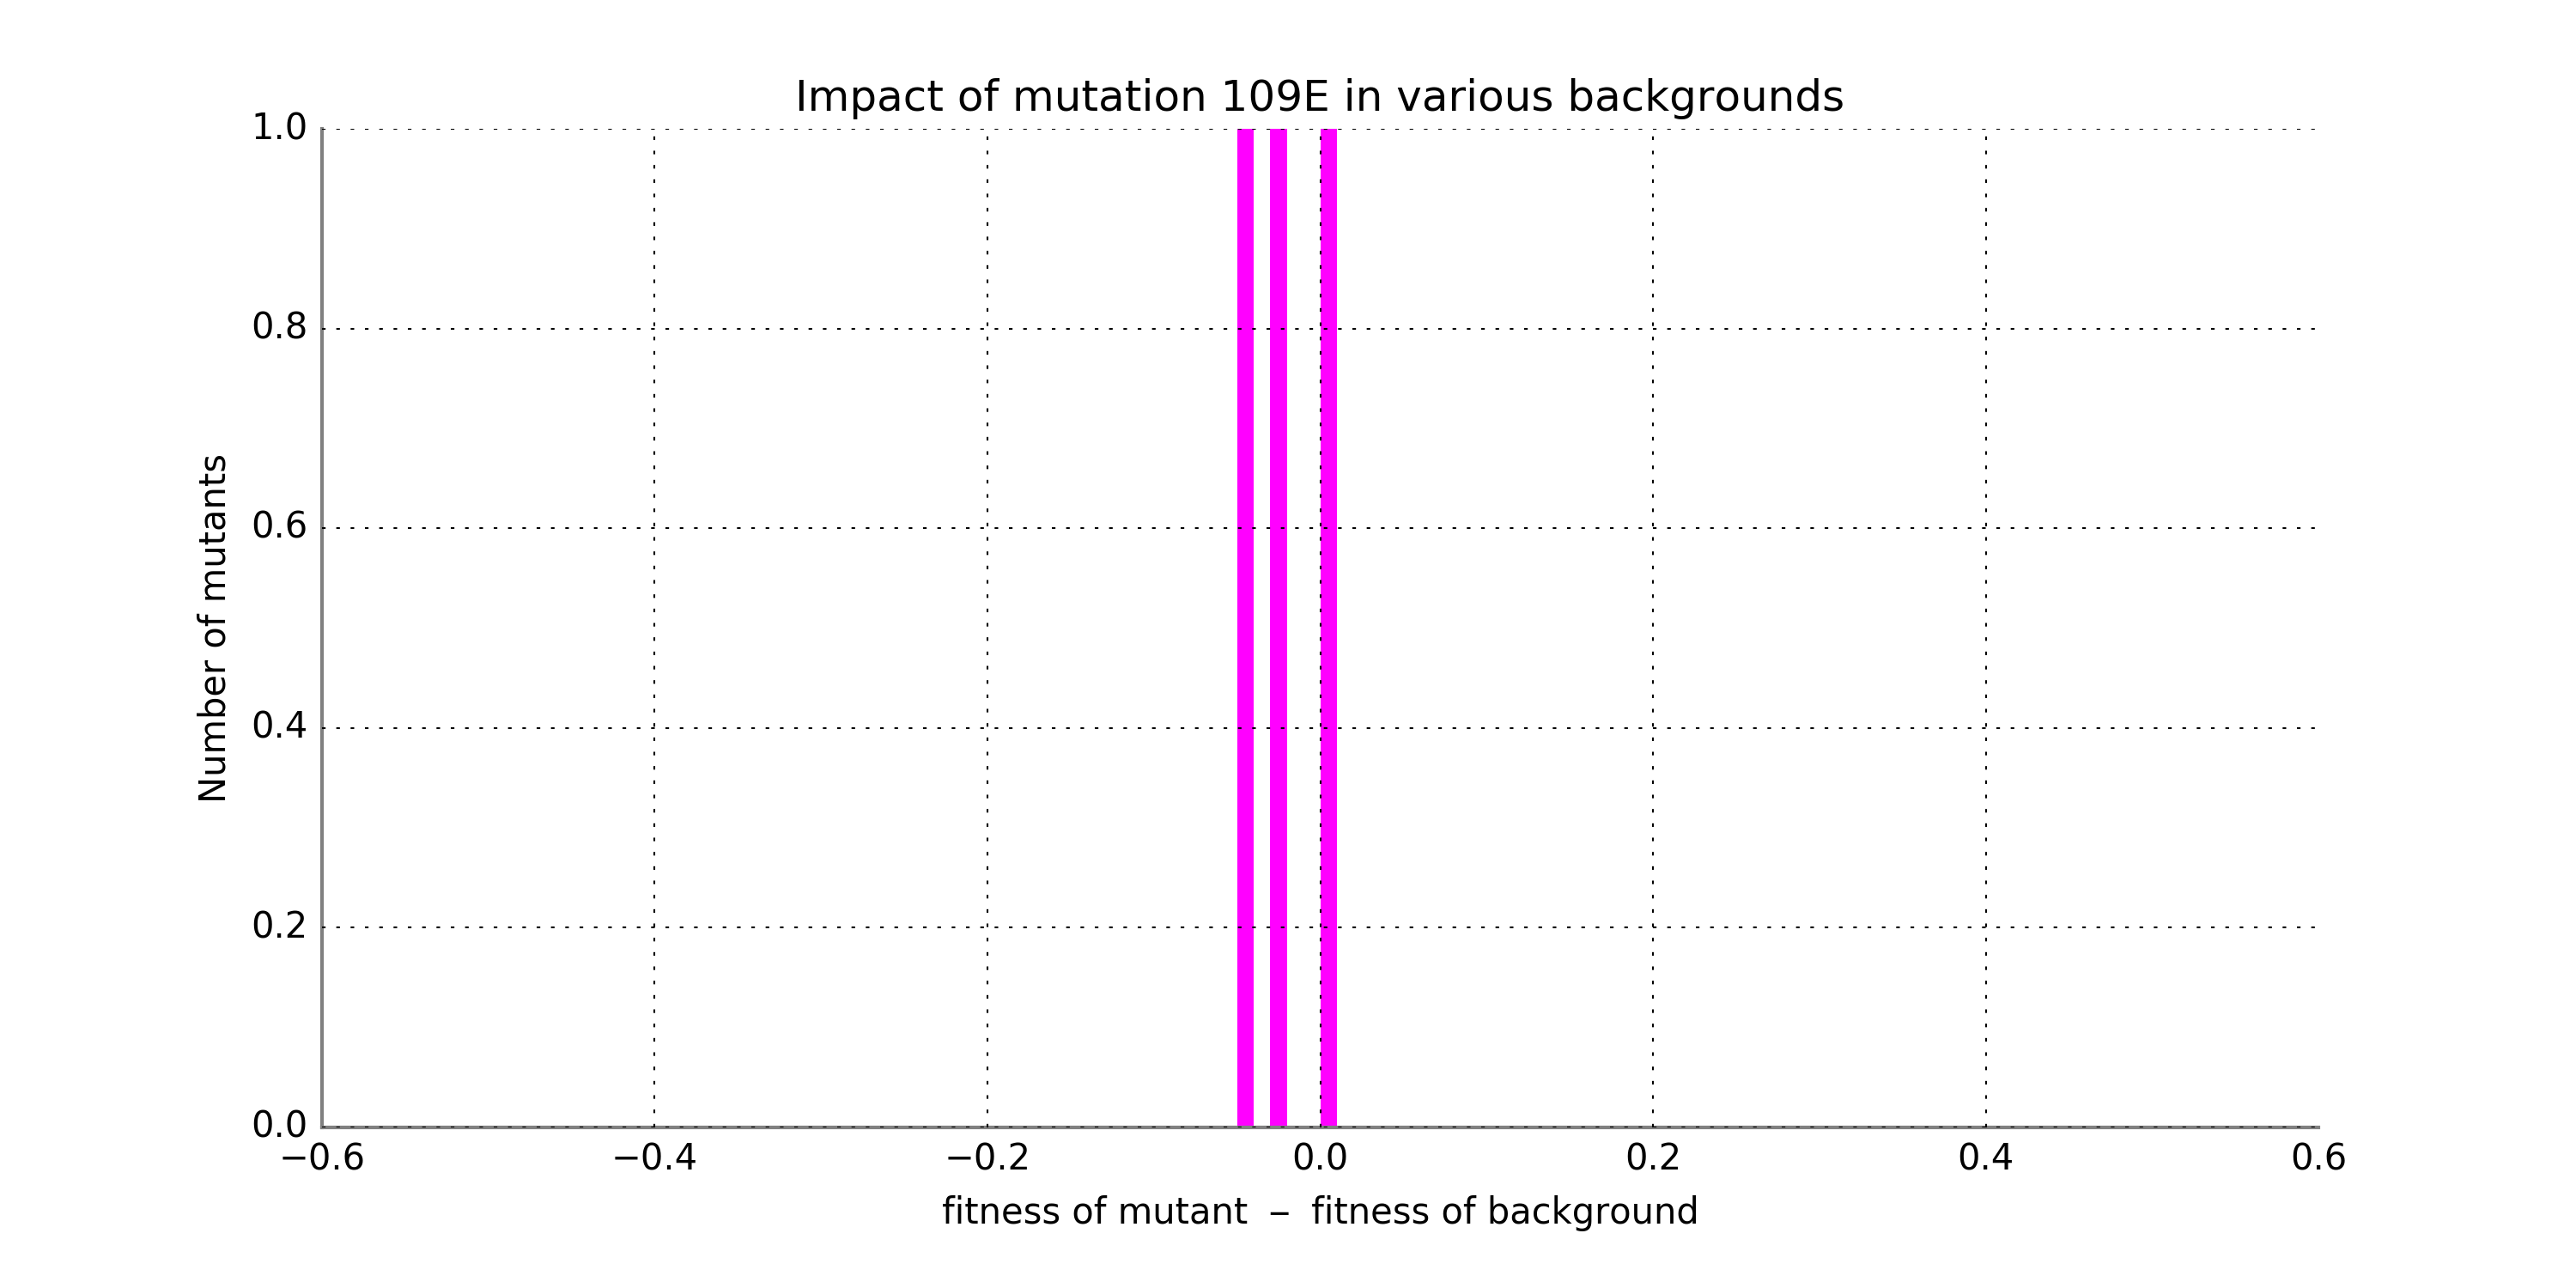 Impact of mutation 109E in various backgrounds
1.0
0.8
0.6
0.4
0.2
0.0
Number of mutants
−0.6 −0.4 −0.2 0.0 0.2 0.4 0.6
fitness of mutant − fitness of background